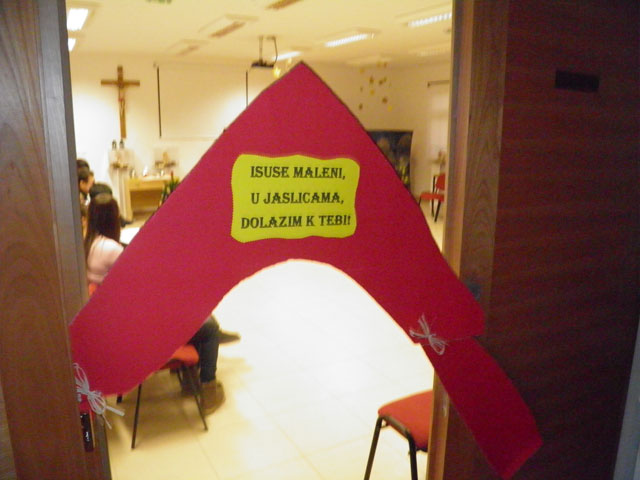 ISUSE MALENI,
U JASLICAMA,
DOLAZIM K TEBI!